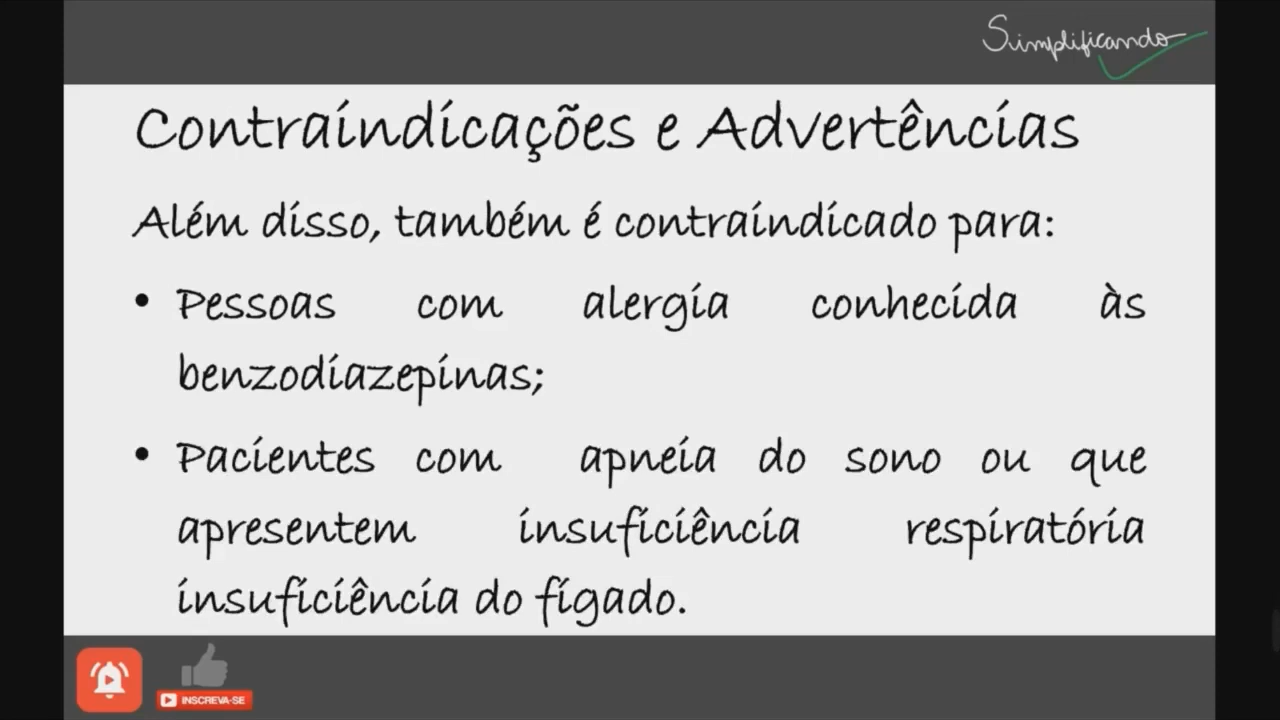 Simplificando
Contraindicações e Advertências
Além disso, também é contraindicado para:
• Pessoas com alergia conhecida às
benzodiazepinas;
• Pacientes com apneia do sono ou que
apresentem insuficiência respiratória
insuficiência do fígado.
INSCREVA-SE